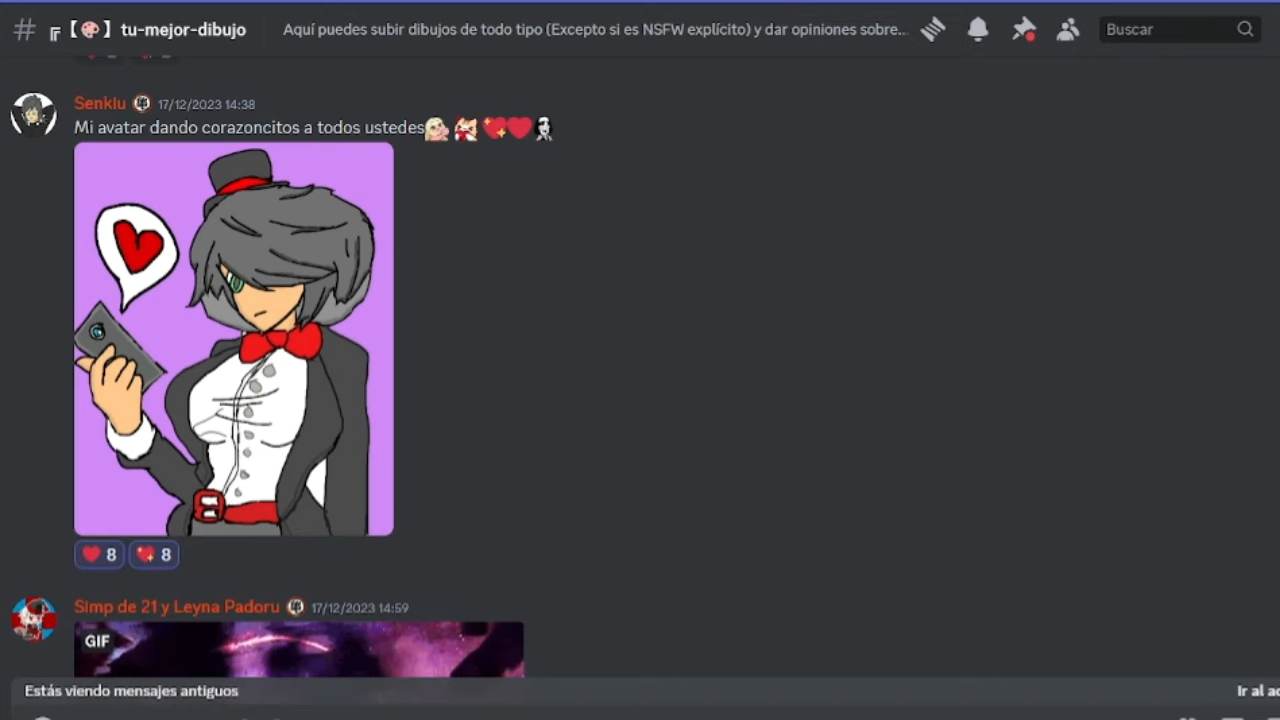 # ╔【🎨】tu-mejor-dibujo
Aquí puedes subir dibujos de todo tipo (Excepto si es NSFW explícito) y dar opiniones sobre...
Buscar
Senkiu 17/12/2023 14:38
Mi avatar dando corazoncitos a todos ustedes
8 8
Simp de 21 y Leyna Padoru 17/12/2023 14:59
GIF
Estás viendo mensajes antiguos
Ir al